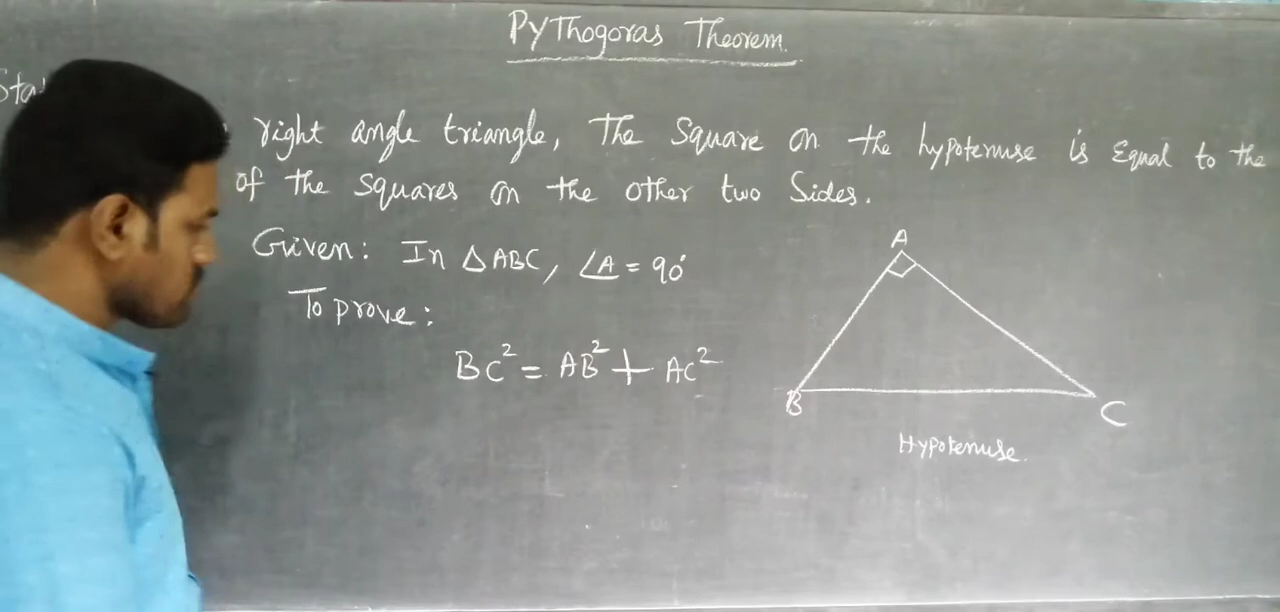 PyThogoras Theorem.
Sta
right angle triangle, The Square on the hypotenuse is Equal to the
of the squares on the other two Sides.
Given: In △ABC, ∠A = 90°
To prove:
BC² = AB² + AC²
A
B
C
Hypotenuse.